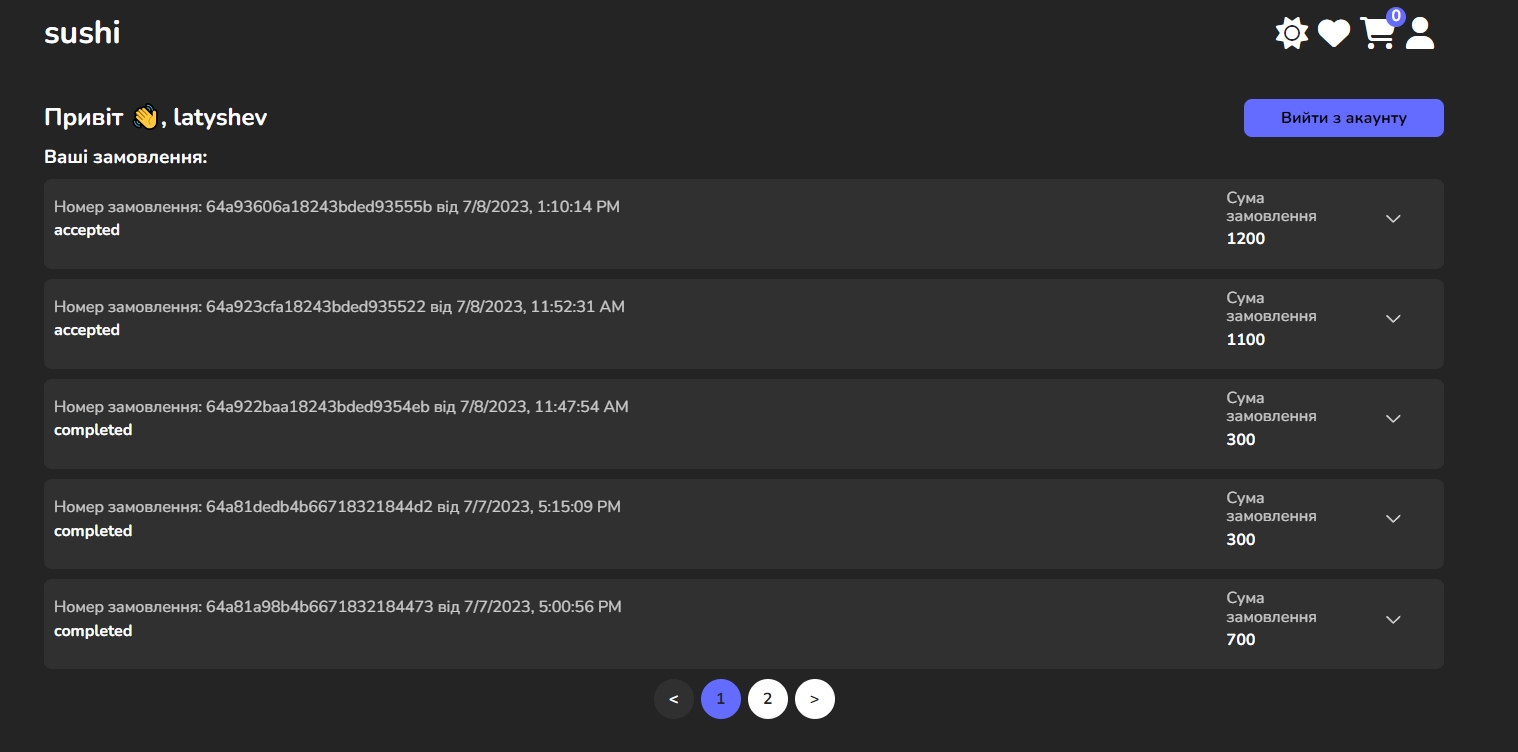 sushi
0
Привіт 👋, latyshev
Вийти з акаунту
Ваші замовлення:
Номер замовлення: 64a93606a18243bded93555b від 7/8/2023, 1:10:14 PM
accepted
Сума
замовлення
1200
Номер замовлення: 64a923cfa18243bded935522 від 7/8/2023, 11:52:31 AM
accepted
Сума
замовлення
1100
Номер замовлення: 64a922baa18243bded9354eb від 7/8/2023, 11:47:54 AM
completed
Сума
замовлення
300
Номер замовлення: 64a81dedb4b66718321844d2 від 7/7/2023, 5:15:09 PM
completed
Сума
замовлення
300
Номер замовлення: 64a81a98b4b6671832184473 від 7/7/2023, 5:00:56 PM
completed
Сума
замовлення
700
< 1 2 >